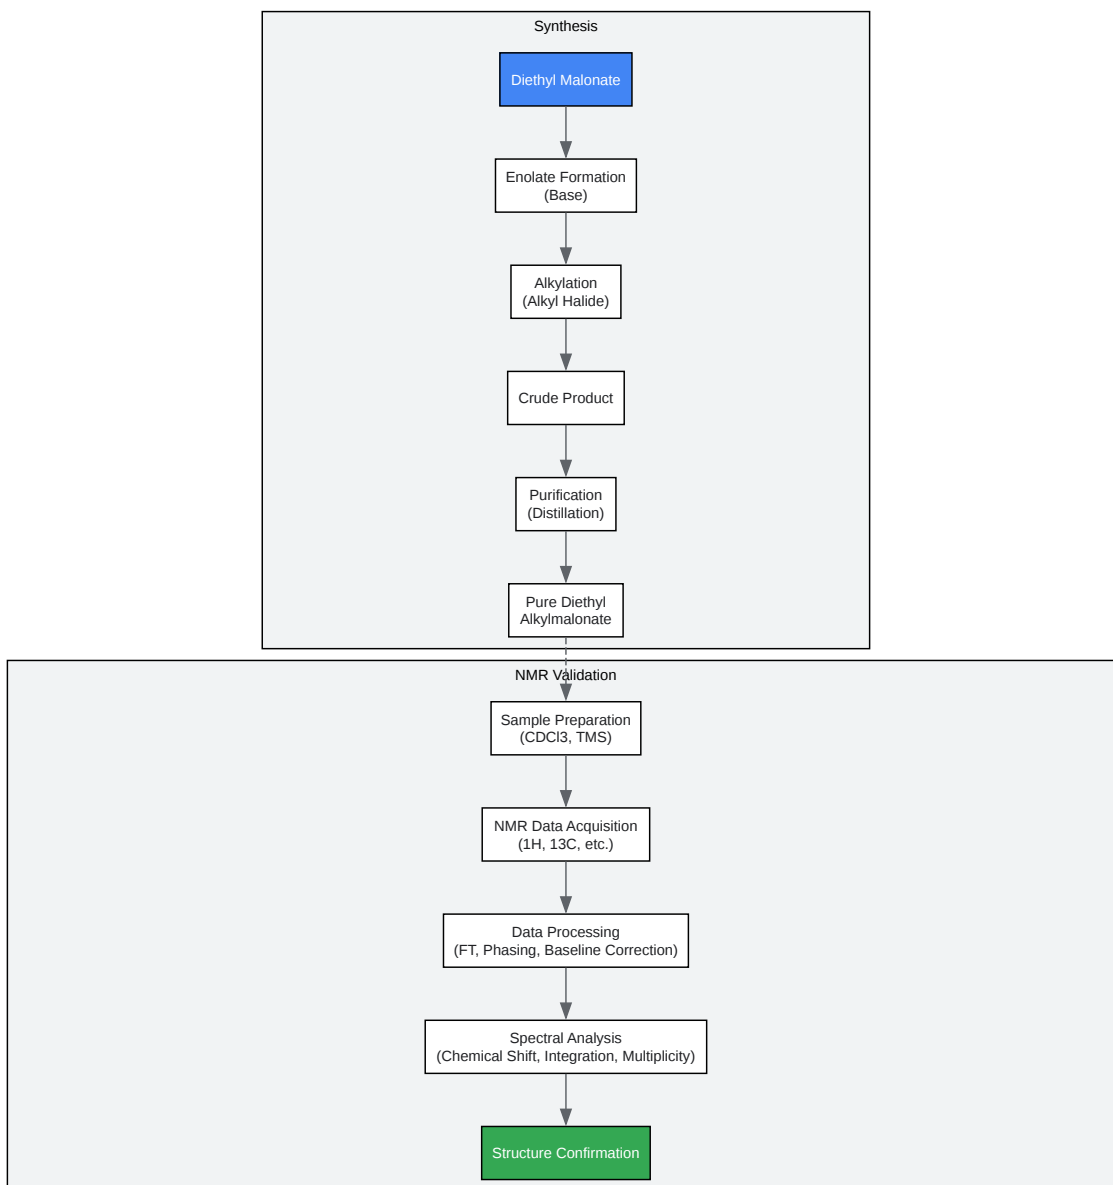 Synthesis
Diethyl Malonate
Enolate Formation
(Base)
Alkylation
(Alkyl Halide)
Crude Product
Purification
(Distillation)
Pure Diethyl
Alkylmalonate
NMR Validation
Sample Preparation
(CDCl3, TMS)
NMR Data Acquisition
(1H, 13C, etc.)
Data Processing
(FT, Phasing, Baseline Correction)
Spectral Analysis
(Chemical Shift, Integration, Multiplicity)
Structure Confirmation